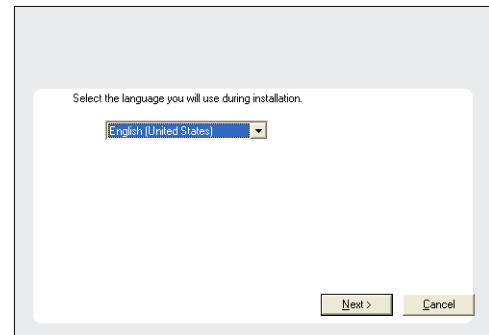 Select the language you will use during installation.
English (United States)
Next >
Cancel